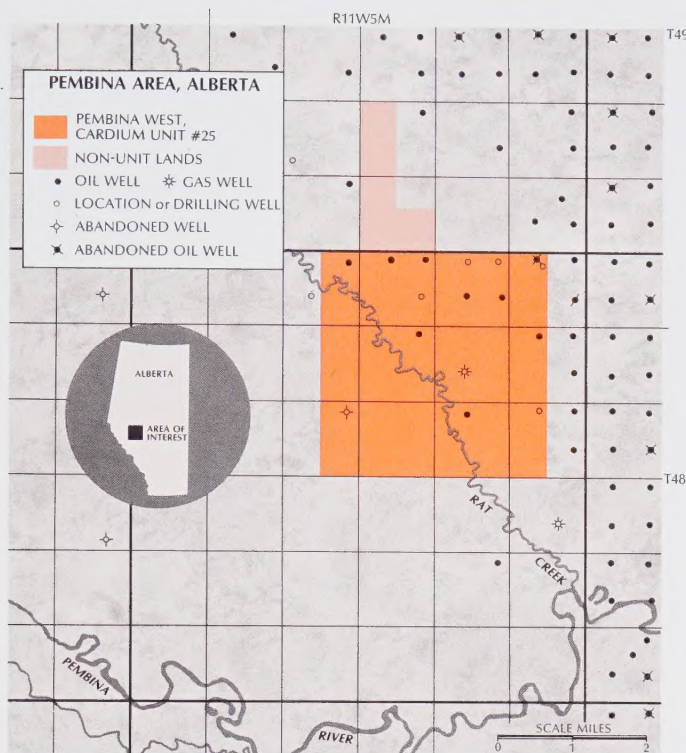 R11W5M
T49
PEMBINA AREA, ALBERTA
PEMBINA WEST,
CARDIUM UNIT #25
NON-UNIT LANDS
OIL WELL
GAS WELL
LOCATION or DRILLING WELL
ABANDONED WELL
ABANDONED OIL WELL
ALBERTA
AREA OF
INTEREST
T48
RAT
CREEK
PEMBINA
RIVER
SCALE MILES
0 2